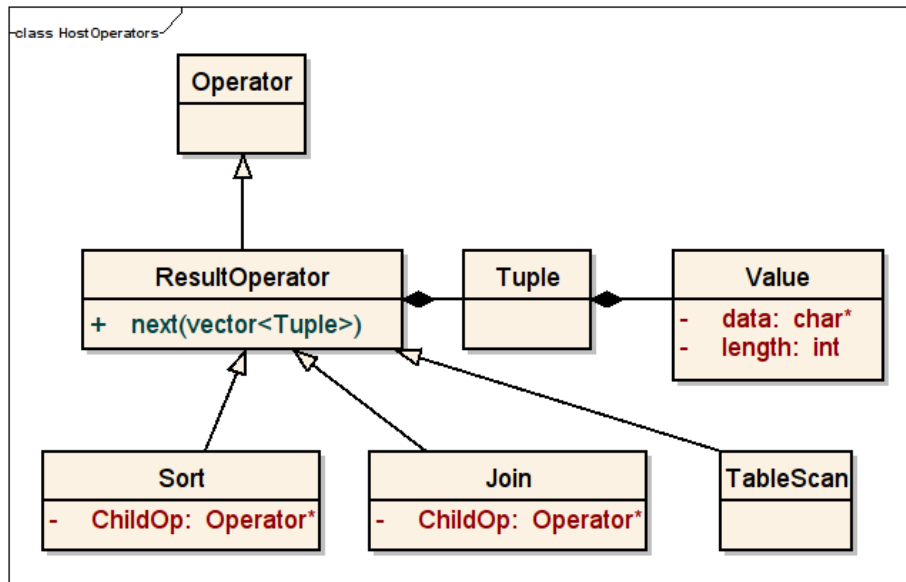 class HostOperators
Operator
ResultOperator
+ next(vector<Tuple>)
Tuple
Value
- data: char*
- length: int
Sort
- ChildOp: Operator*
Join
- ChildOp: Operator*
TableScan